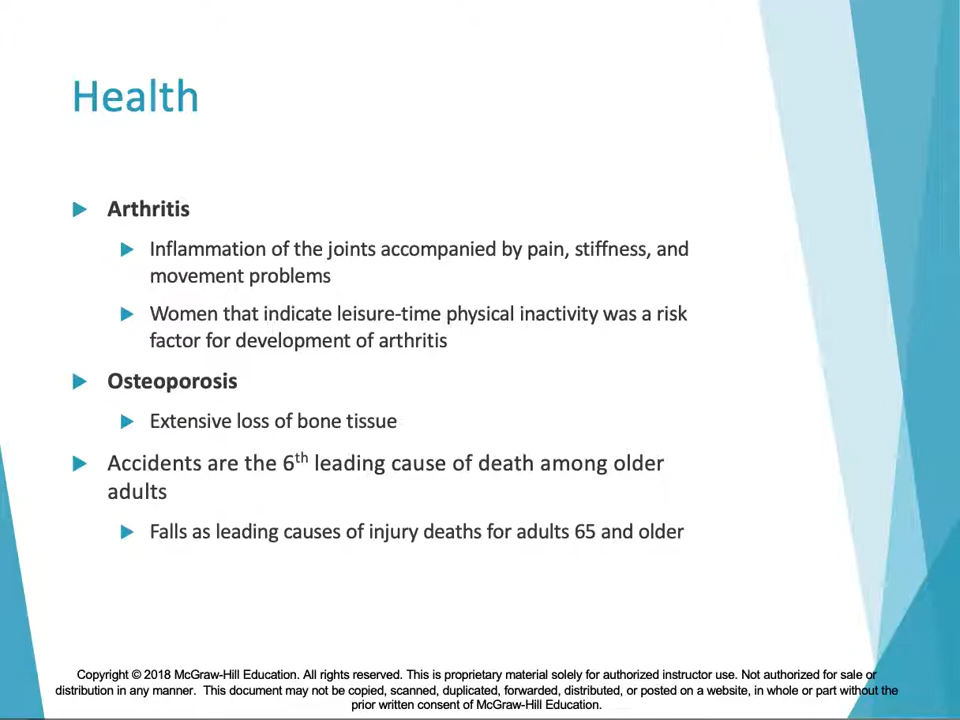 Health
Arthritis
Inflammation of the joints accompanied by pain, stiffness, and
movement problems
Women that indicate leisure-time physical inactivity was a risk
factor for development of arthritis
Osteoporosis
Extensive loss of bone tissue
Accidents are the 6th leading cause of death among older
adults
Falls as leading causes of injury deaths for adults 65 and older
Copyright © 2018 McGraw-Hill Education. All rights reserved. This is proprietary material solely for authorized instructor use. Not authorized for sale or
distribution in any manner. This document may not be copied, scanned, duplicated, forwarded, distributed, or posted on a website, in whole or part without the
prior written consent of McGraw-Hill Education.